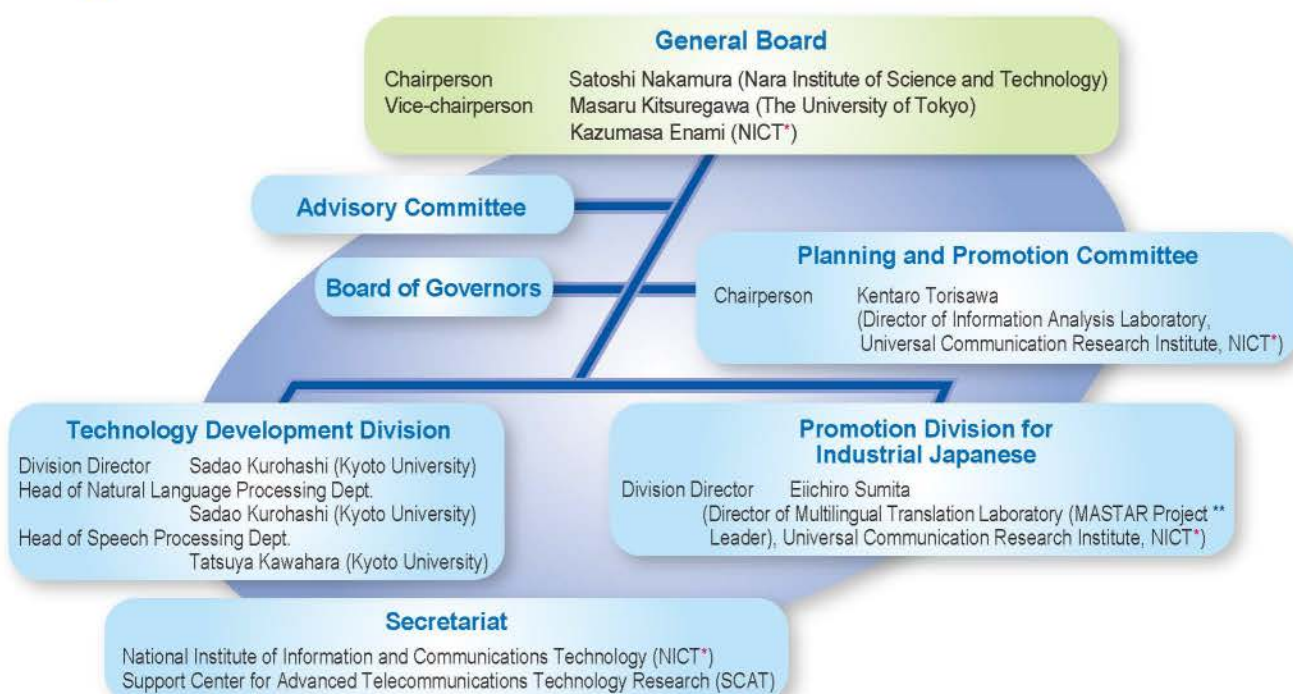 General Board
Chairperson Satoshi Nakamura (Nara Institute of Science and Technology)
Vice-chairperson Masaru Kitsuregawa (The University of Tokyo)
Kazumasa Enami (NICT*)
Advisory Committee
Board of Governors
Planning and Promotion Committee
Chairperson Kentaro Torisawa
(Director of Information Analysis Laboratory,
Universal Communication Research Institute, NICT*)
Technology Development Division
Division Director Sadao Kurohashi (Kyoto University)
Head of Natural Language Processing Dept.
Sadao Kurohashi (Kyoto University)
Head of Speech Processing Dept.
Tatsuya Kawahara (Kyoto University)
Promotion Division for
Industrial Japanese
Division Director Eiichiro Sumita
(Director of Multilingual Translation Laboratory (MASTAR Project **
Leader), Universal Communication Research Institute, NICT*)
Secretariat
National Institute of Information and Communications Technology (NICT*)
Support Center for Advanced Telecommunications Technology Research (SCAT)